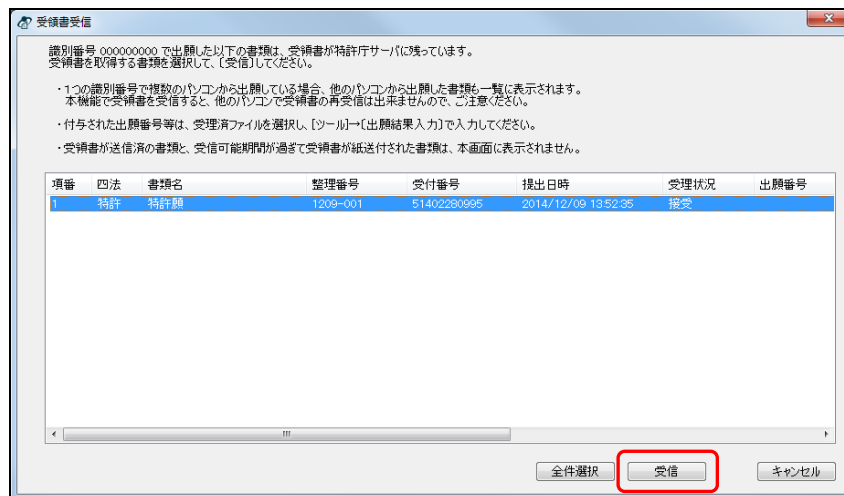 受領書受信
識別番号 000000000 で出願した以下の書類は、受領書が特許庁サーバに残っています。
受領書を取得する書類を選択して、[受信]してください。
・1つの識別番号で複数のパソコンから出願している場合、他のパソコンから出願した書類も一覧に表示されます。
本機能で受領書を受信すると、他のパソコンで受領書の再受信は出来ませんので、ご注意ください。
・付与された出願番号等は、受理済ファイルを選択し、[ツール]→[出願結果入力]で入力してください。
・受領書が送信済の書類と、受信可能期間が過ぎて受領書が紙送付された書類は、本画面に表示されません。
項番 四法 書類名 整理番号 受付番号 提出日時 受理状況 出願番号
1 特許 特許願 1209-001 51402280995 2014/12/09 13:52:35 接受
全件選択 受信 キャンセル